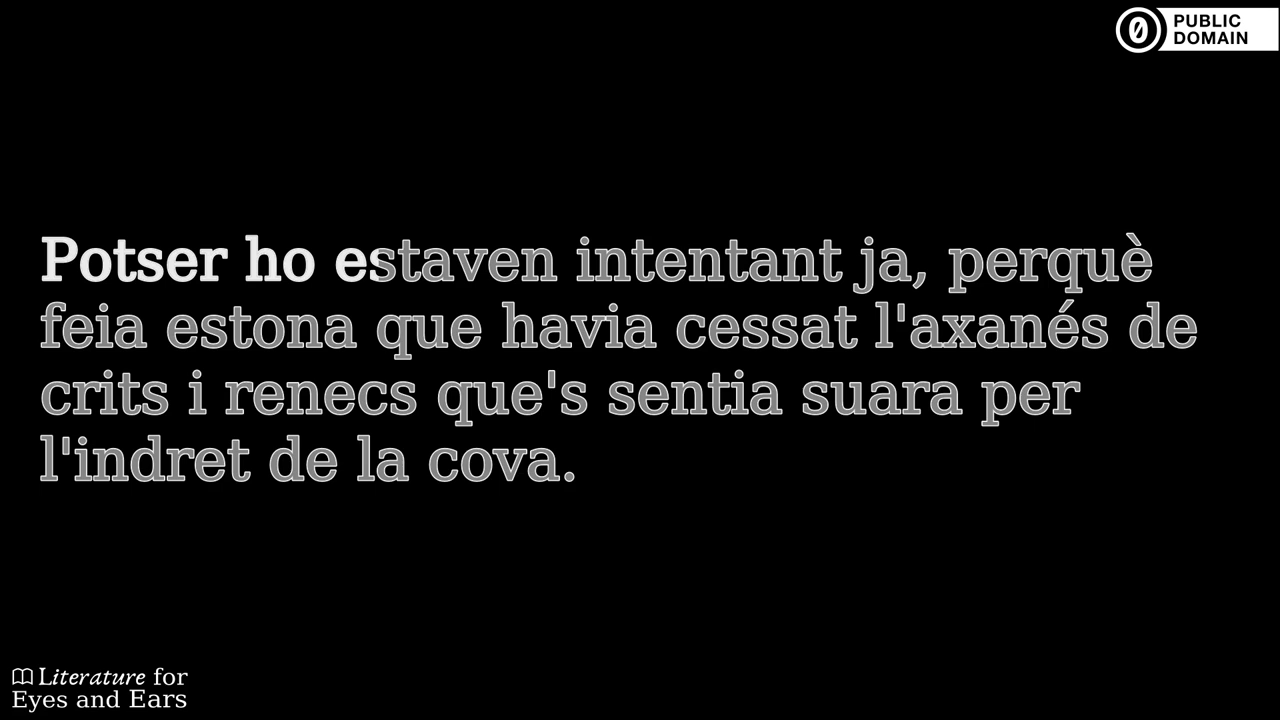 PUBLIC
DOMAIN
Potser ho estaven intentant ja, perquè
feia estona que havia cessat l'axanés de
crits i renecs que's sentia suara per
l'indret de la cova.
Literature for
Eyes and Ears